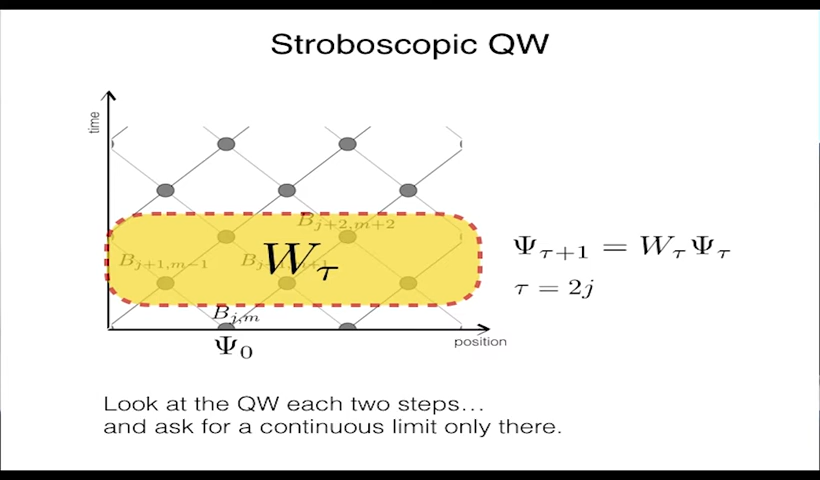 Stroboscopic QW
time
B_{j+2,m+2}
B_{j+1,m-1}
W_τ
Ψ_{τ+1} = W_τ Ψ_τ
τ = 2j
B_{j,m}
Ψ_0
position
Look at the QW each two steps...
and ask for a continuous limit only there.